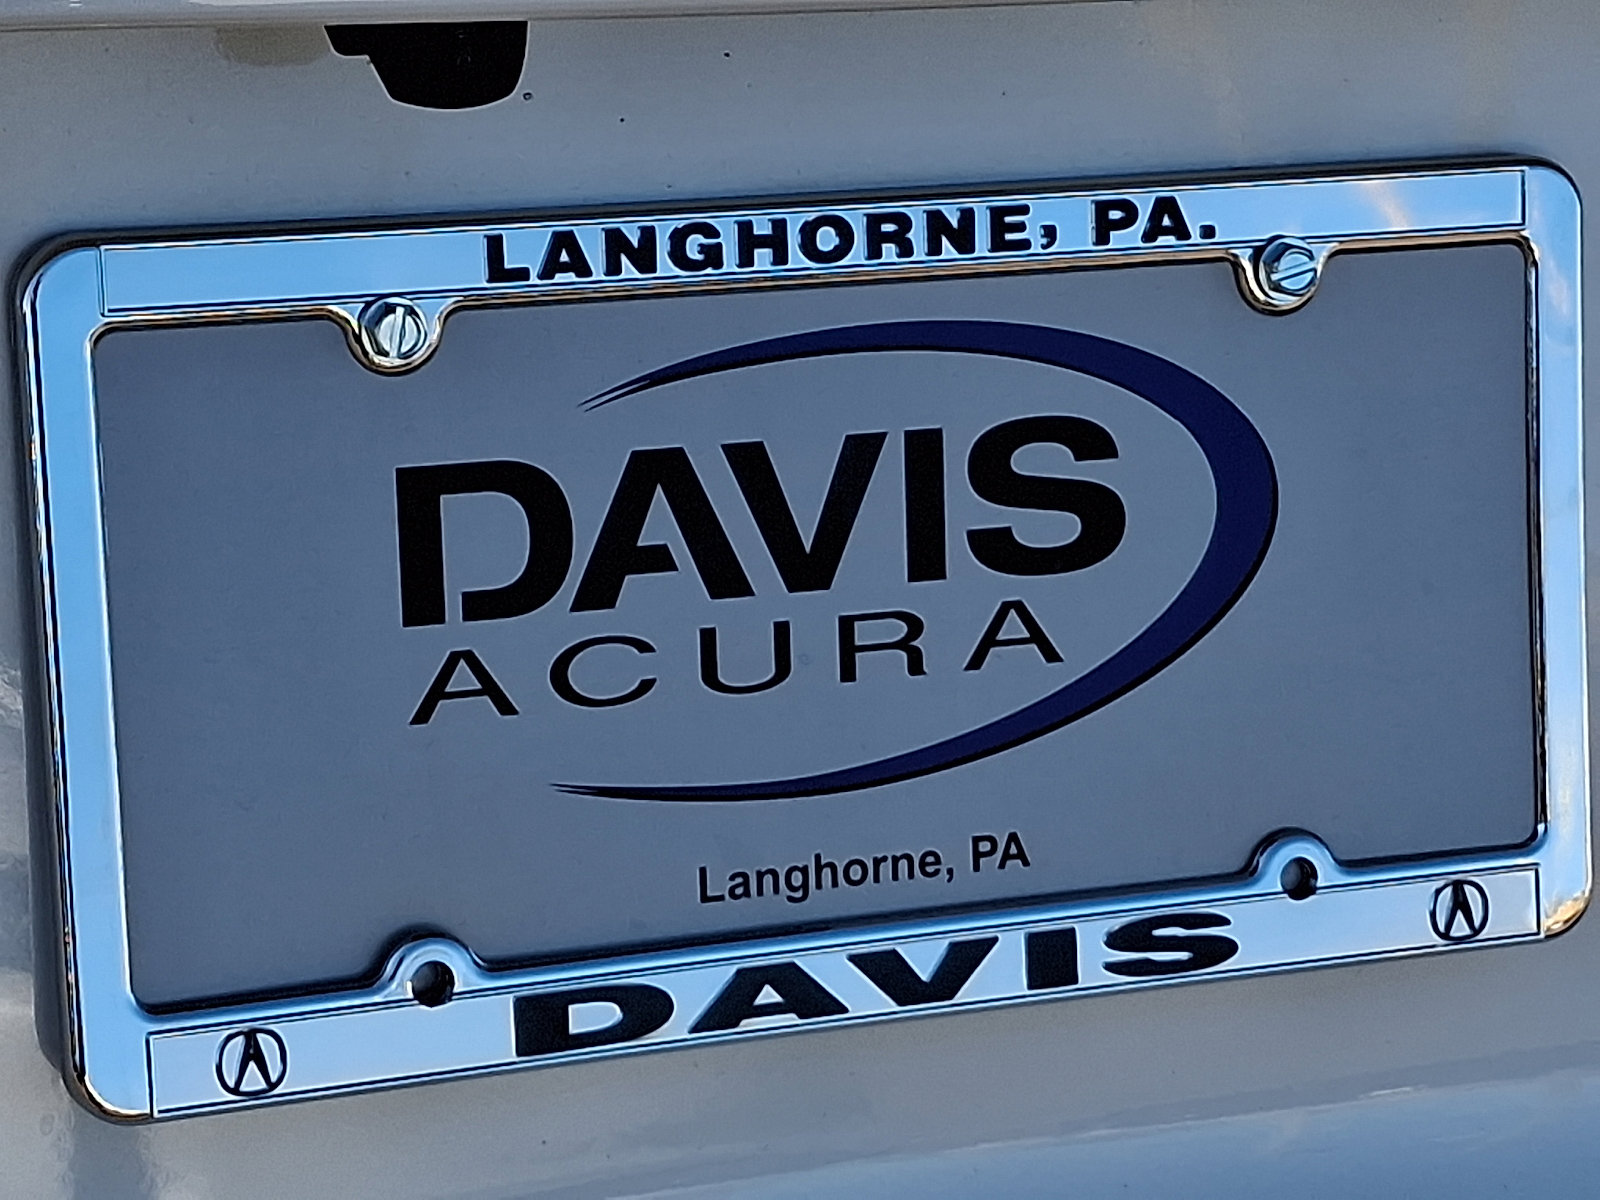 LANGHORNE, PA.
DAVIS
ACURA
Langhorne, PA
DAVIS